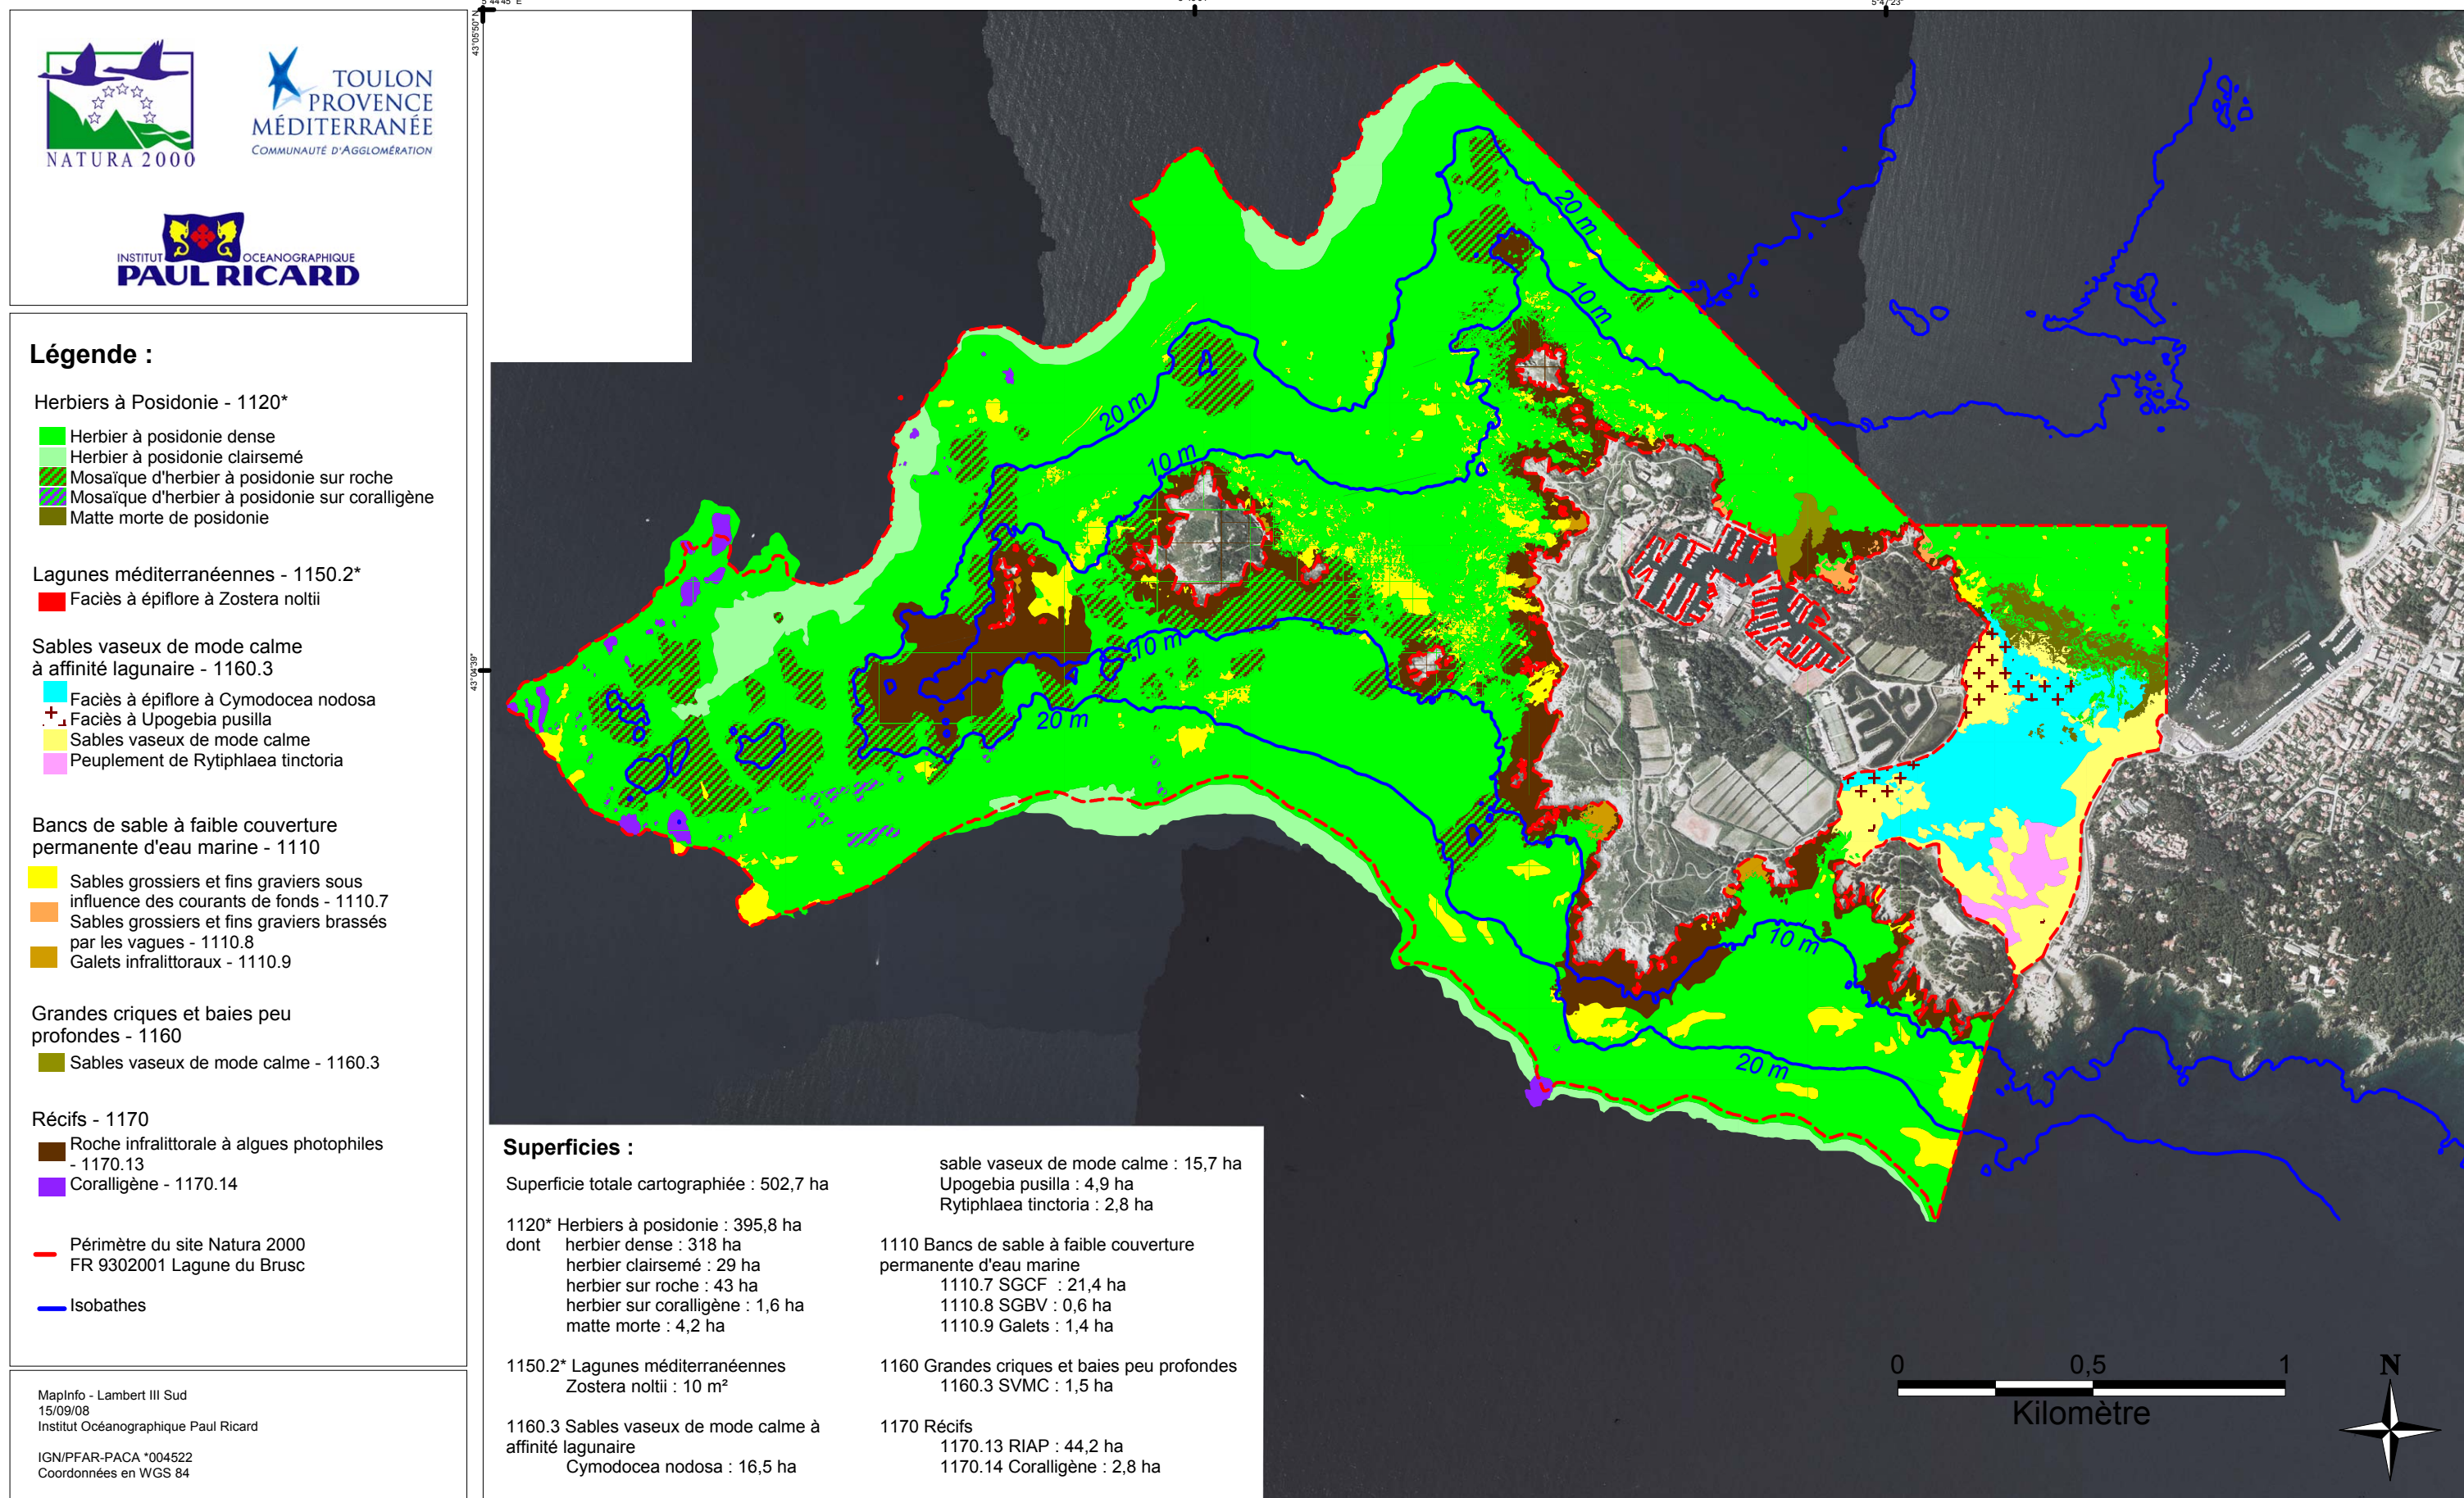 NATURA 2000
TOULON
PROVENCE
MÉDITERRANÉE
COMMUNAUTÉ D'AGGLOMÉRATION
INSTITUT OCEANOGRAPHIQUE
PAUL RICARD
Légende :
Herbiers à Posidonie - 1120*
Herbier à posidonie dense
Herbier à posidonie clairsemé
Mosaïque d'herbier à posidonie sur roche
Mosaïque d'herbier à posidonie sur coralligène
Matte morte de posidonie
Lagunes méditerranéennes - 1150.2*
Faciès à épiflore à Zostera noltii
Sables vaseux de mode calme
à affinité lagunaire - 1160.3
Faciès à épiflore à Cymodocea nodosa
Faciès à Upogebia pusilla
Sables vaseux de mode calme
Peuplement de Rytiphlaea tinctoria
Bancs de sable à faible couverture
permanente d'eau marine - 1110
Sables grossiers et fins graviers sous
influence des courants de fonds - 1110.7
Sables grossiers et fins graviers brassés
par les vagues - 1110.8
Galets infralittoraux - 1110.9
Grandes criques et baies peu
profondes - 1160
Sables vaseux de mode calme - 1160.3
Récifs - 1170
Roche infralittorale à algues photophiles
- 1170.13
Coralligène - 1170.14
Périmètre du site Natura 2000
FR 9302001 Lagune du Brusc
Isobathes
MapInfo - Lambert III Sud
15/09/08
Institut Océanographique Paul Ricard
IGN/PFAR-PACA *004522
Coordonnées en WGS 84
5°44'45" E
5°47'23"
43°05'50" N
43°04'39"
20 m
10 m
20 m
10 m
10 m
20 m
10 m
20 m
Superficies :
Superficie totale cartographiée : 502,7 ha
1120* Herbiers à posidonie : 395,8 ha
dont herbier dense : 318 ha
herbier clairsemé : 29 ha
herbier sur roche : 43 ha
herbier sur coralligène : 1,6 ha
matte morte : 4,2 ha
1150.2* Lagunes méditerranéennes
Zostera noltii : 10 m²
1160.3 Sables vaseux de mode calme à
affinité lagunaire
Cymodocea nodosa : 16,5 ha
sable vaseux de mode calme : 15,7 ha
Upogebia pusilla : 4,9 ha
Rytiphlaea tinctoria : 2,8 ha
1110 Bancs de sable à faible couverture
permanente d'eau marine
1110.7 SGCF : 21,4 ha
1110.8 SGBV : 0,6 ha
1110.9 Galets : 1,4 ha
1160 Grandes criques et baies peu profondes
1160.3 SVMC : 1,5 ha
1170 Récifs
1170.13 RIAP : 44,2 ha
1170.14 Coralligène : 2,8 ha
0 0,5 1
Kilomètre
N